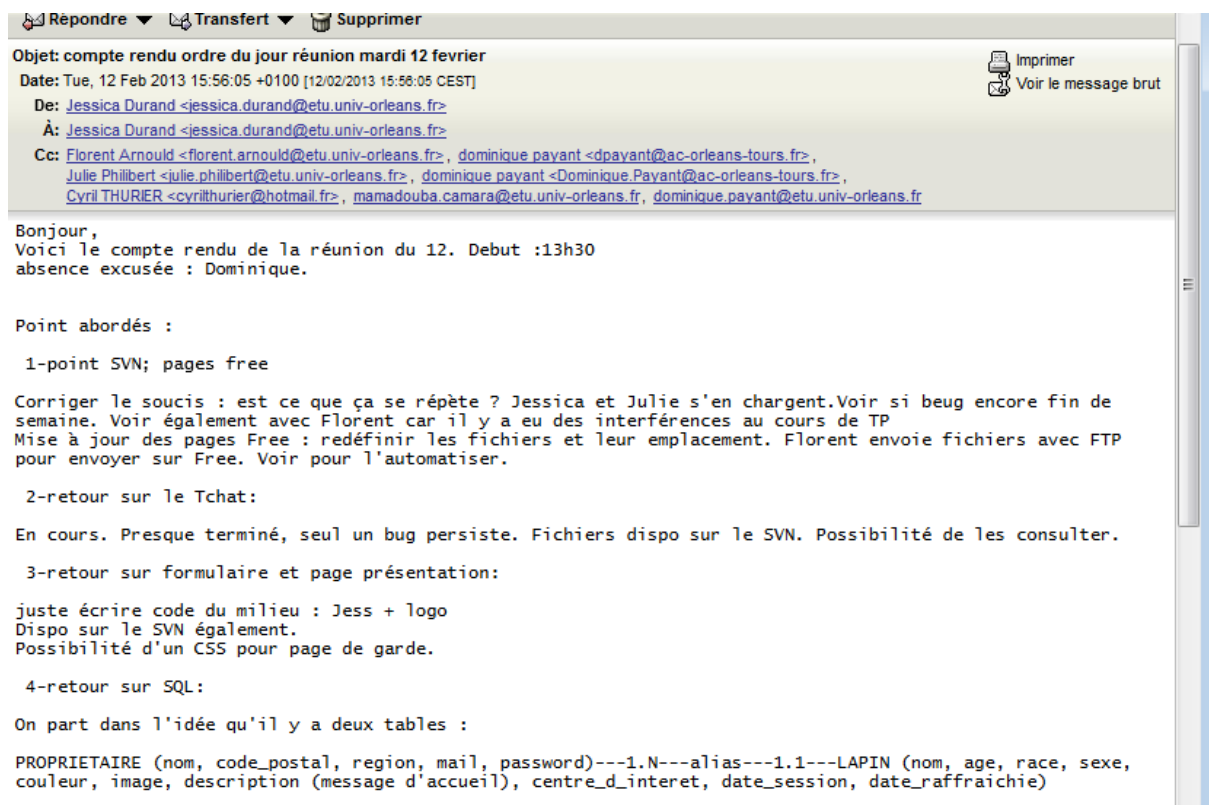 Répondre ▼ Transfert ▼ Supprimer
Objet: compte rendu ordre du jour réunion mardi 12 fevrier
Imprimer
Date: Tue, 12 Feb 2013 15:56:05 +0100 [12/02/2013 15:56:05 CEST]
Voir le message brut
De: Jessica Durand <jessica.durand@etu.univ-orleans.fr>
À: Jessica Durand <jessica.durand@etu.univ-orleans.fr>
Cc: Florent Arnould <florent.arnould@etu.univ-orleans.fr> , dominique payant <dpayant@ac-orleans-tours.fr> ,
Julie Philibert <julie.philibert@etu.univ-orleans.fr> , dominique payant <Dominique.Payant@ac-orleans-tours.fr> ,
Cyril THURIER <cyrilthurier@hotmail.fr> , mamadouba.camara@etu.univ-orleans.fr, dominique.payant@etu.univ-orleans.fr
Bonjour,
Voici le compte rendu de la réunion du 12. Debut :13h30
absence excusée : Dominique.
Point abordés :
1-point SVN; pages free
Corriger le soucis : est ce que ça se répète ? Jessica et Julie s'en chargent.Voir si beug encore fin de
semaine. Voir également avec Florent car il y a eu des interférences au cours de TP
Mise à jour des pages Free : redéfinir les fichiers et leur emplacement. Florent envoie fichiers avec FTP
pour envoyer sur Free. Voir pour l'automatiser.
2-retour sur le Tchat:
En cours. Presque terminé, seul un bug persiste. Fichiers dispo sur le SVN. Possibilité de les consulter.
3-retour sur formulaire et page présentation:
juste écrire code du milieu : Jess + logo
Dispo sur le SVN également.
Possibilité d'un CSS pour page de garde.
4-retour sur SQL:
On part dans l'idée qu'il y a deux tables :
PROPRIETAIRE (nom, code_postal, region, mail, password)---1.N---alias---1.1---LAPIN (nom, age, race, sexe,
couleur, image, description (message d'accueil), centre_d_interet, date_session, date_raffraichie)